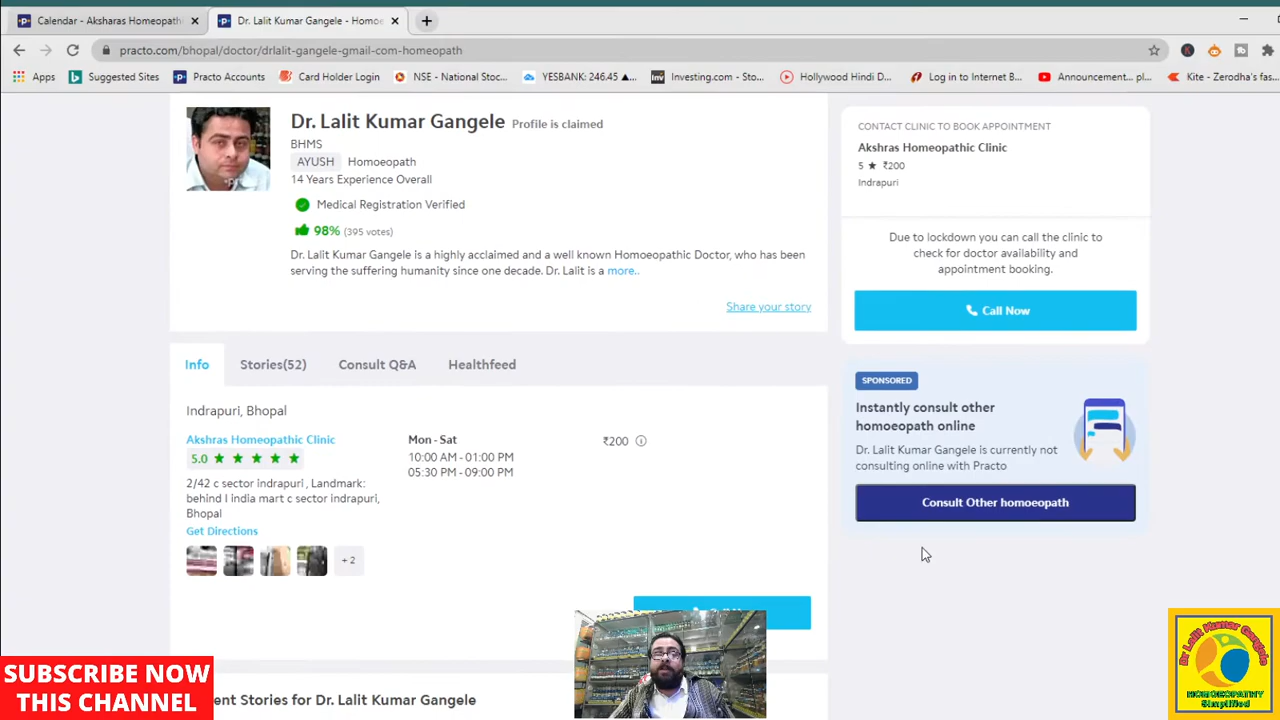 Calendar - Aksharas Homeopathi
Dr. Lalit Kumar Gangele - Homoe
practo.com/bhopal/doctor/drlalit-gangele-gmail-com-homeopath
Apps
Suggested Sites
Practo Accounts
Card Holder Login
NSE - National Stoc...
YESBANK: 246.45 ▲...
Investing.com - Sto...
Hollywood Hindi D...
Log in to Internet B...
Announcement... pl...
Kite - Zerodha's fas...
Dr. Lalit Kumar Gangele Profile is claimed
BHMS
AYUSH Homoeopath
14 Years Experience Overall
Medical Registration Verified
98% (395 votes)
Dr. Lalit Kumar Gangele is a highly acclaimed and a well known Homoeopathic Doctor, who has been
serving the suffering humanity since one decade. Dr. Lalit is a more..
Share your story
CONTACT CLINIC TO BOOK APPOINTMENT
Akshras Homeopathic Clinic
5 ★ ₹200
Indrapuri
Due to lockdown you can call the clinic to
check for doctor availability and
appointment booking.
Call Now
Info Stories(52) Consult Q&A Healthfeed
Indrapuri, Bhopal
Akshras Homeopathic Clinic
5.0 ★ ★ ★ ★ ★
2/42 c sector indrapuri , Landmark:
behind I india mart c sector indrapuri,
Bhopal
Get Directions
+ 2
Mon - Sat
10:00 AM - 01:00 PM
05:30 PM - 09:00 PM
₹200
SPONSORED
Instantly consult other
homoeopath online
Dr. Lalit Kumar Gangele is currently not
consulting online with Practo
Consult Other homoeopath
ent Stories for Dr. Lalit Kumar Gangele
SUBSCRIBE NOW
THIS CHANNEL
Dr Lalit Kumar Gangele
HOMOEOPATHY
Simplified